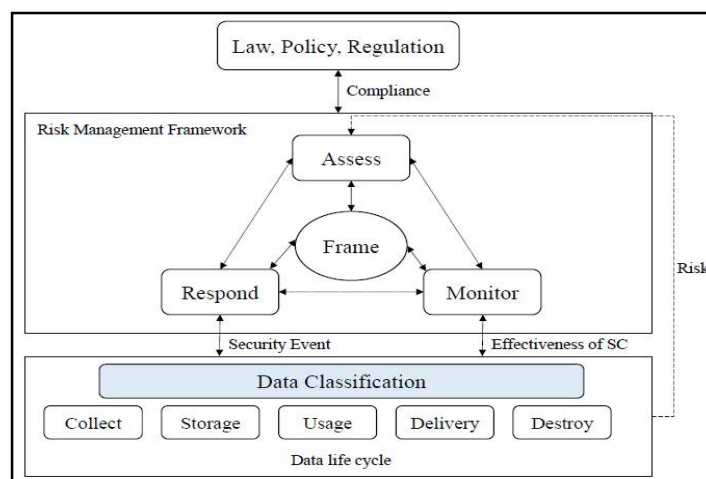 Law, Policy, Regulation
Compliance
Risk Management Framework
Assess
Frame
Risk
Respond
Monitor
Security Event
Effectiveness of SC
Data Classification
Collect
Storage
Usage
Delivery
Destroy
Data life cycle